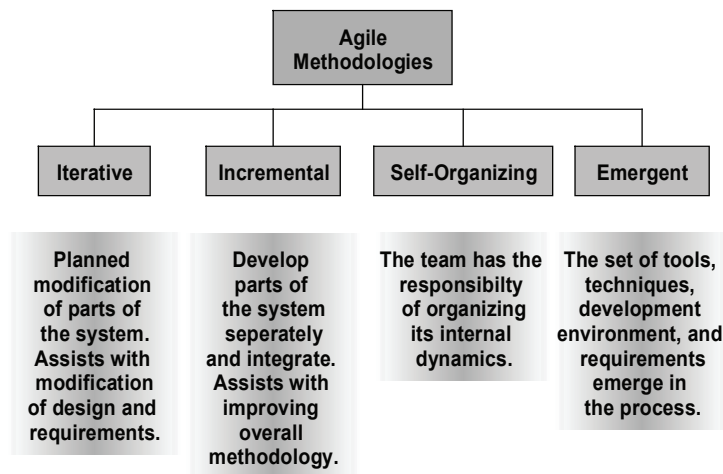 Agile
Methodologies
Iterative
Incremental
Self-Organizing
Emergent
Planned
modification
of parts of
the system.
Assists with
modification
of design and
requirements.
Develop
parts of
the system
seperately
and integrate.
Assists with
improving
overall
methodology.
The team has the
responsibilty
of organizing
its internal
dynamics.
The set of tools,
techniques,
development
environment, and
requirements
emerge in
the process.